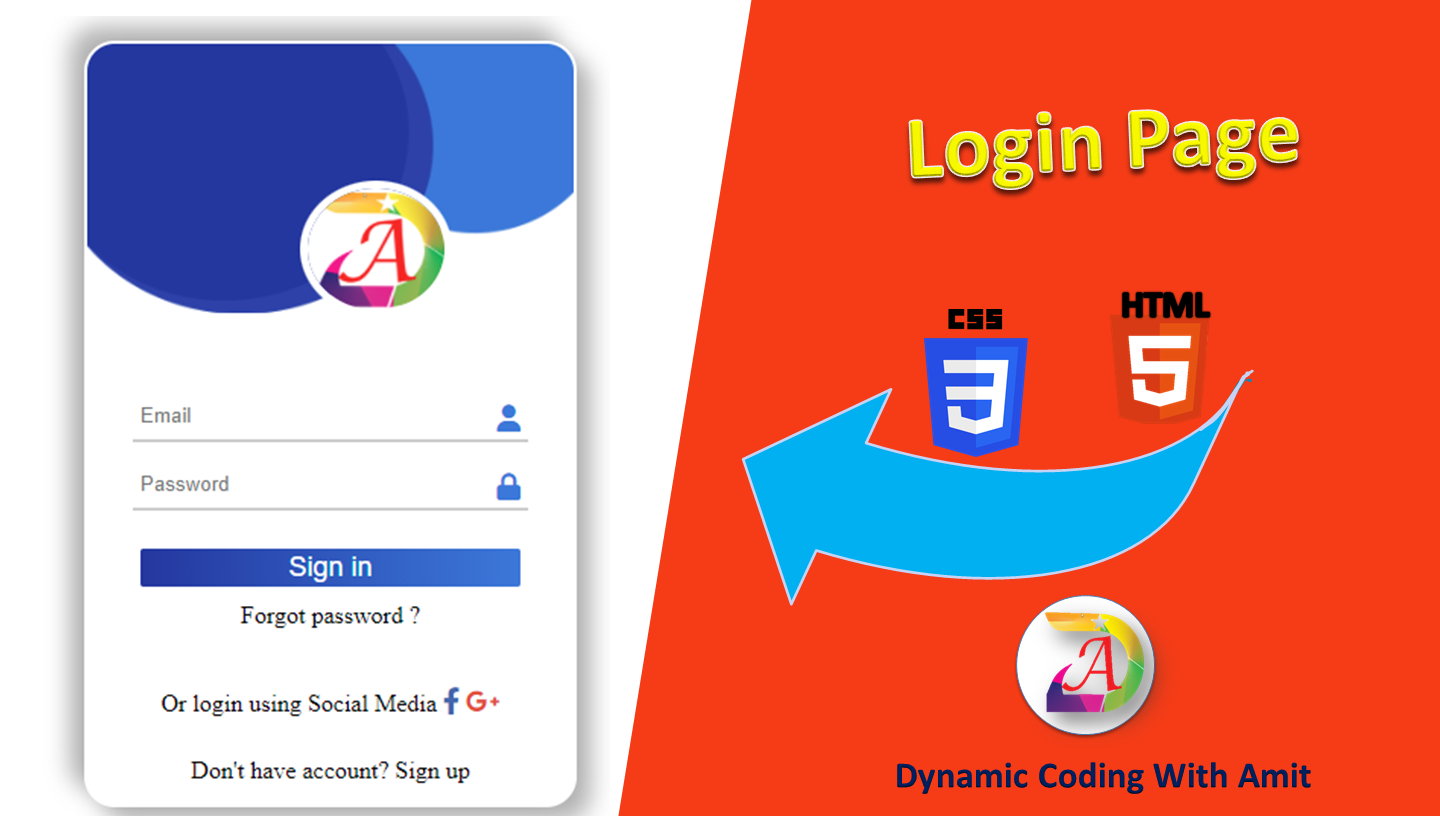 Email
Password
Sign in
Forgot password ?
Or login using Social Media f G+
Don't have account? Sign up
A
Login Page
CSS
3
HTML
5
A
Dynamic Coding With Amit